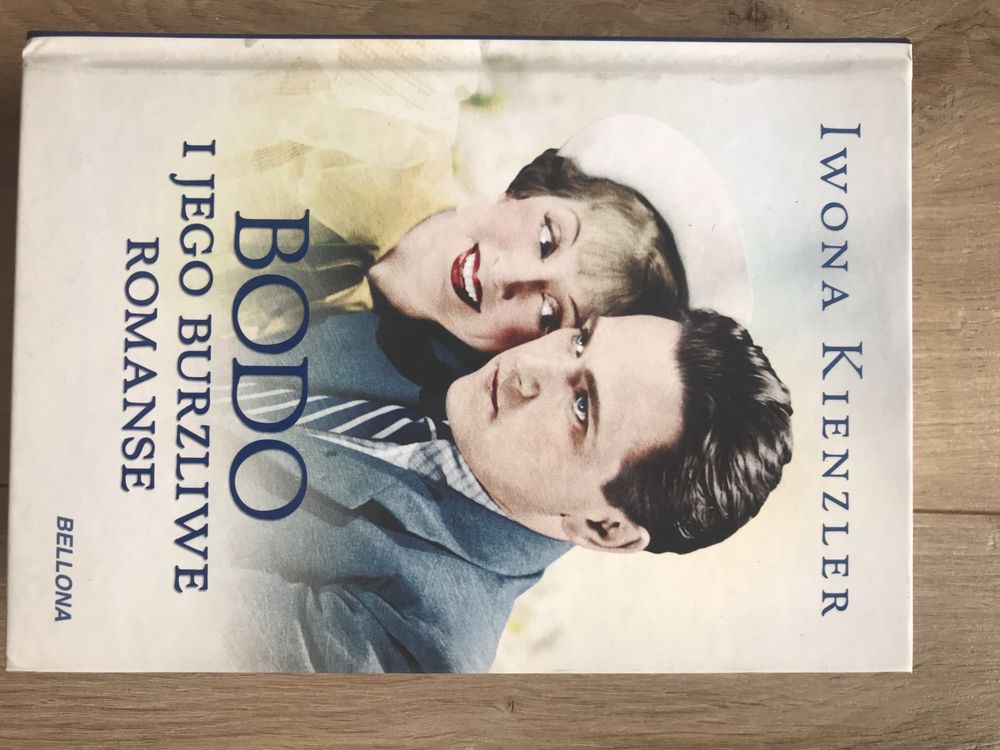 IWONA KIENZLER
BODO
I JEGO BURZLIWE
ROMANSE
BELLONA